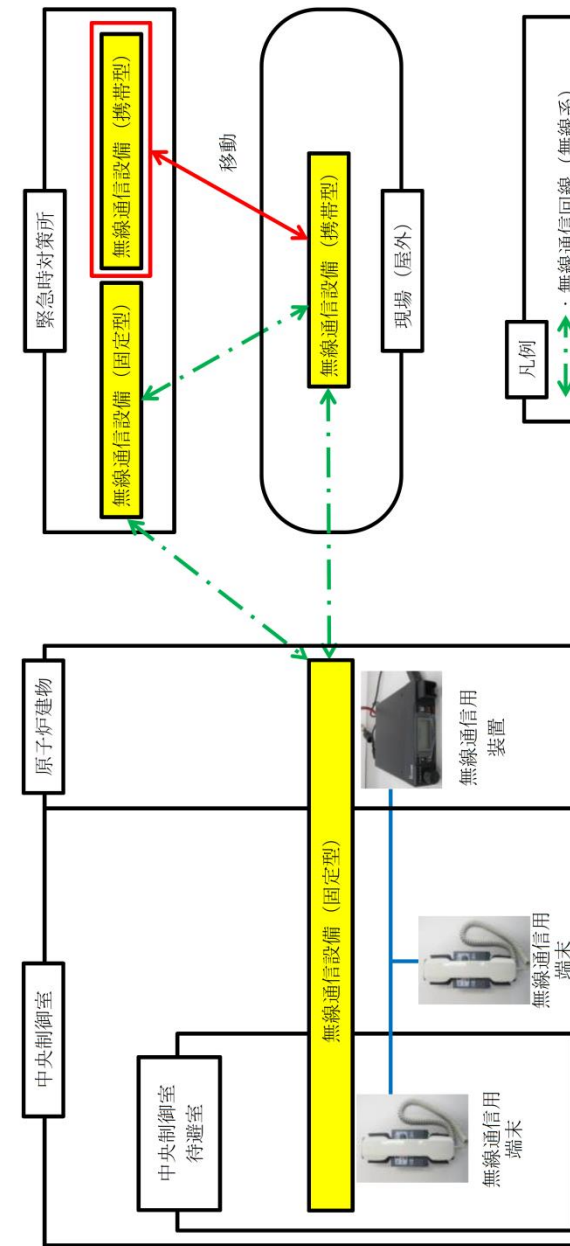 中央制御室
原子炉建物
緊急時対策所
中央制御室
待避室
無線通信設備（固定型）
無線通信設備（固定型）
無線通信設備（携帯型）
移動
無線通信設備（携帯型）
現場（屋外）
無線通信用
端末
無線通信用
端末
無線通信用
装置
凡例
：無線通信回線（無線系）